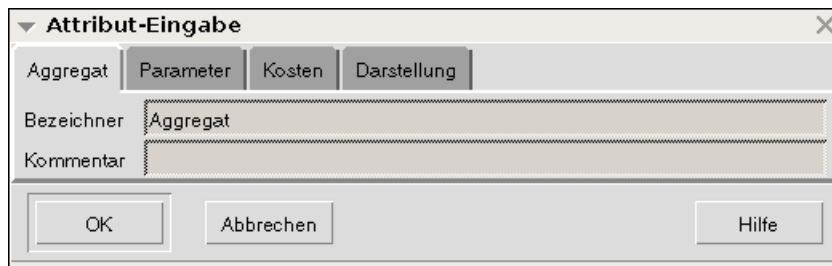 Attribut-Eingabe
Aggregat Parameter Kosten Darstellung
Bezeichner Aggregat
Kommentar
OK Abbrechen Hilfe